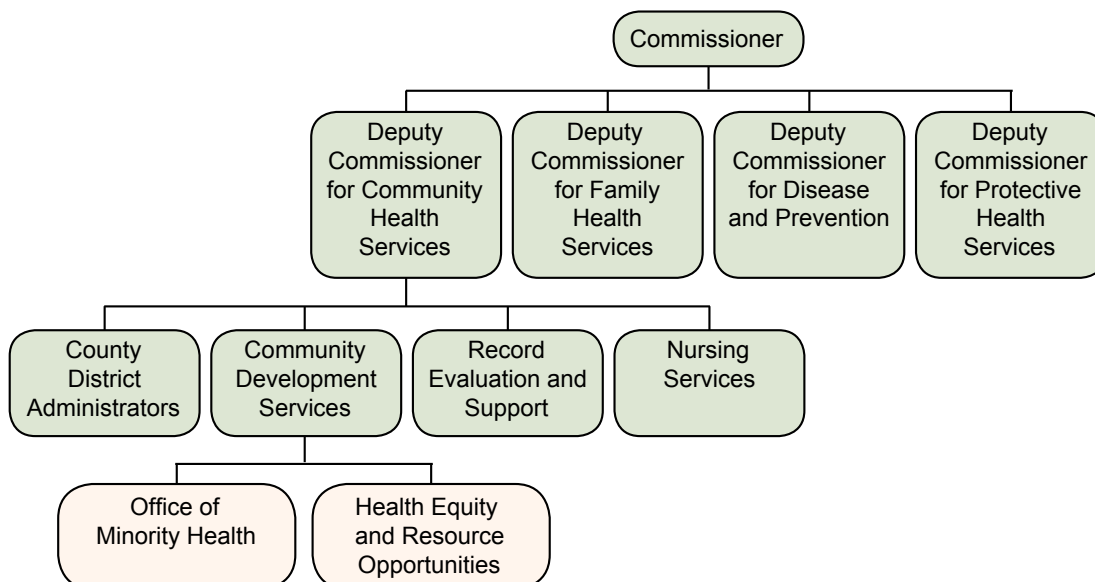 Commissioner
Deputy
Commissioner
for Community
Health
Services
Deputy
Commissioner
for Family
Health
Services
Deputy
Commissioner
for Disease
and Prevention
Deputy
Commissioner
for Protective
Health
Services
County
District
Administrators
Community
Development
Services
Record
Evaluation and
Support
Nursing
Services
Office of
Minority Health
Health Equity
and Resource
Opportunities